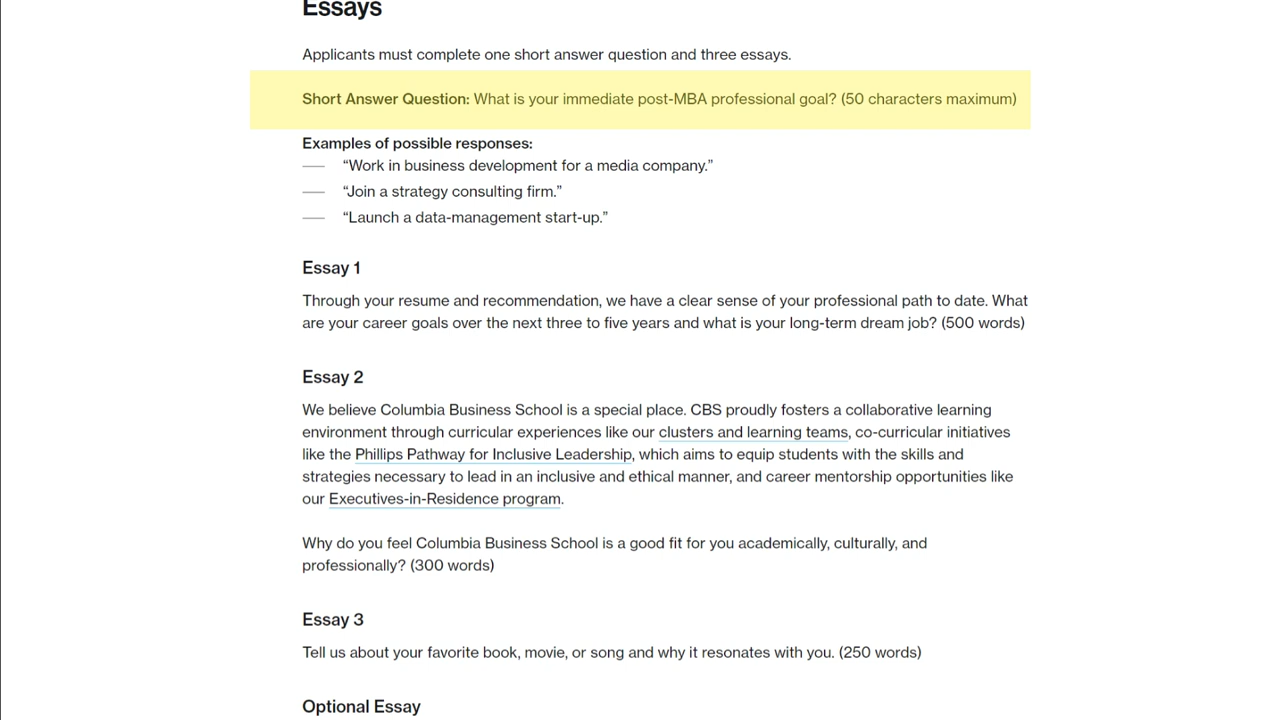 Essays
Applicants must complete one short answer question and three essays.
Short Answer Question: What is your immediate post-MBA professional goal? (50 characters maximum)
Examples of possible responses:
“Work in business development for a media company.”
“Join a strategy consulting firm.”
“Launch a data-management start-up.”
Essay 1
Through your resume and recommendation, we have a clear sense of your professional path to date. What
are your career goals over the next three to five years and what is your long-term dream job? (500 words)
Essay 2
We believe Columbia Business School is a special place. CBS proudly fosters a collaborative learning
environment through curricular experiences like our clusters and learning teams, co-curricular initiatives
like the Phillips Pathway for Inclusive Leadership, which aims to equip students with the skills and
strategies necessary to lead in an inclusive and ethical manner, and career mentorship opportunities like
our Executives-in-Residence program.
Why do you feel Columbia Business School is a good fit for you academically, culturally, and
professionally? (300 words)
Essay 3
Tell us about your favorite book, movie, or song and why it resonates with you. (250 words)
Optional Essay